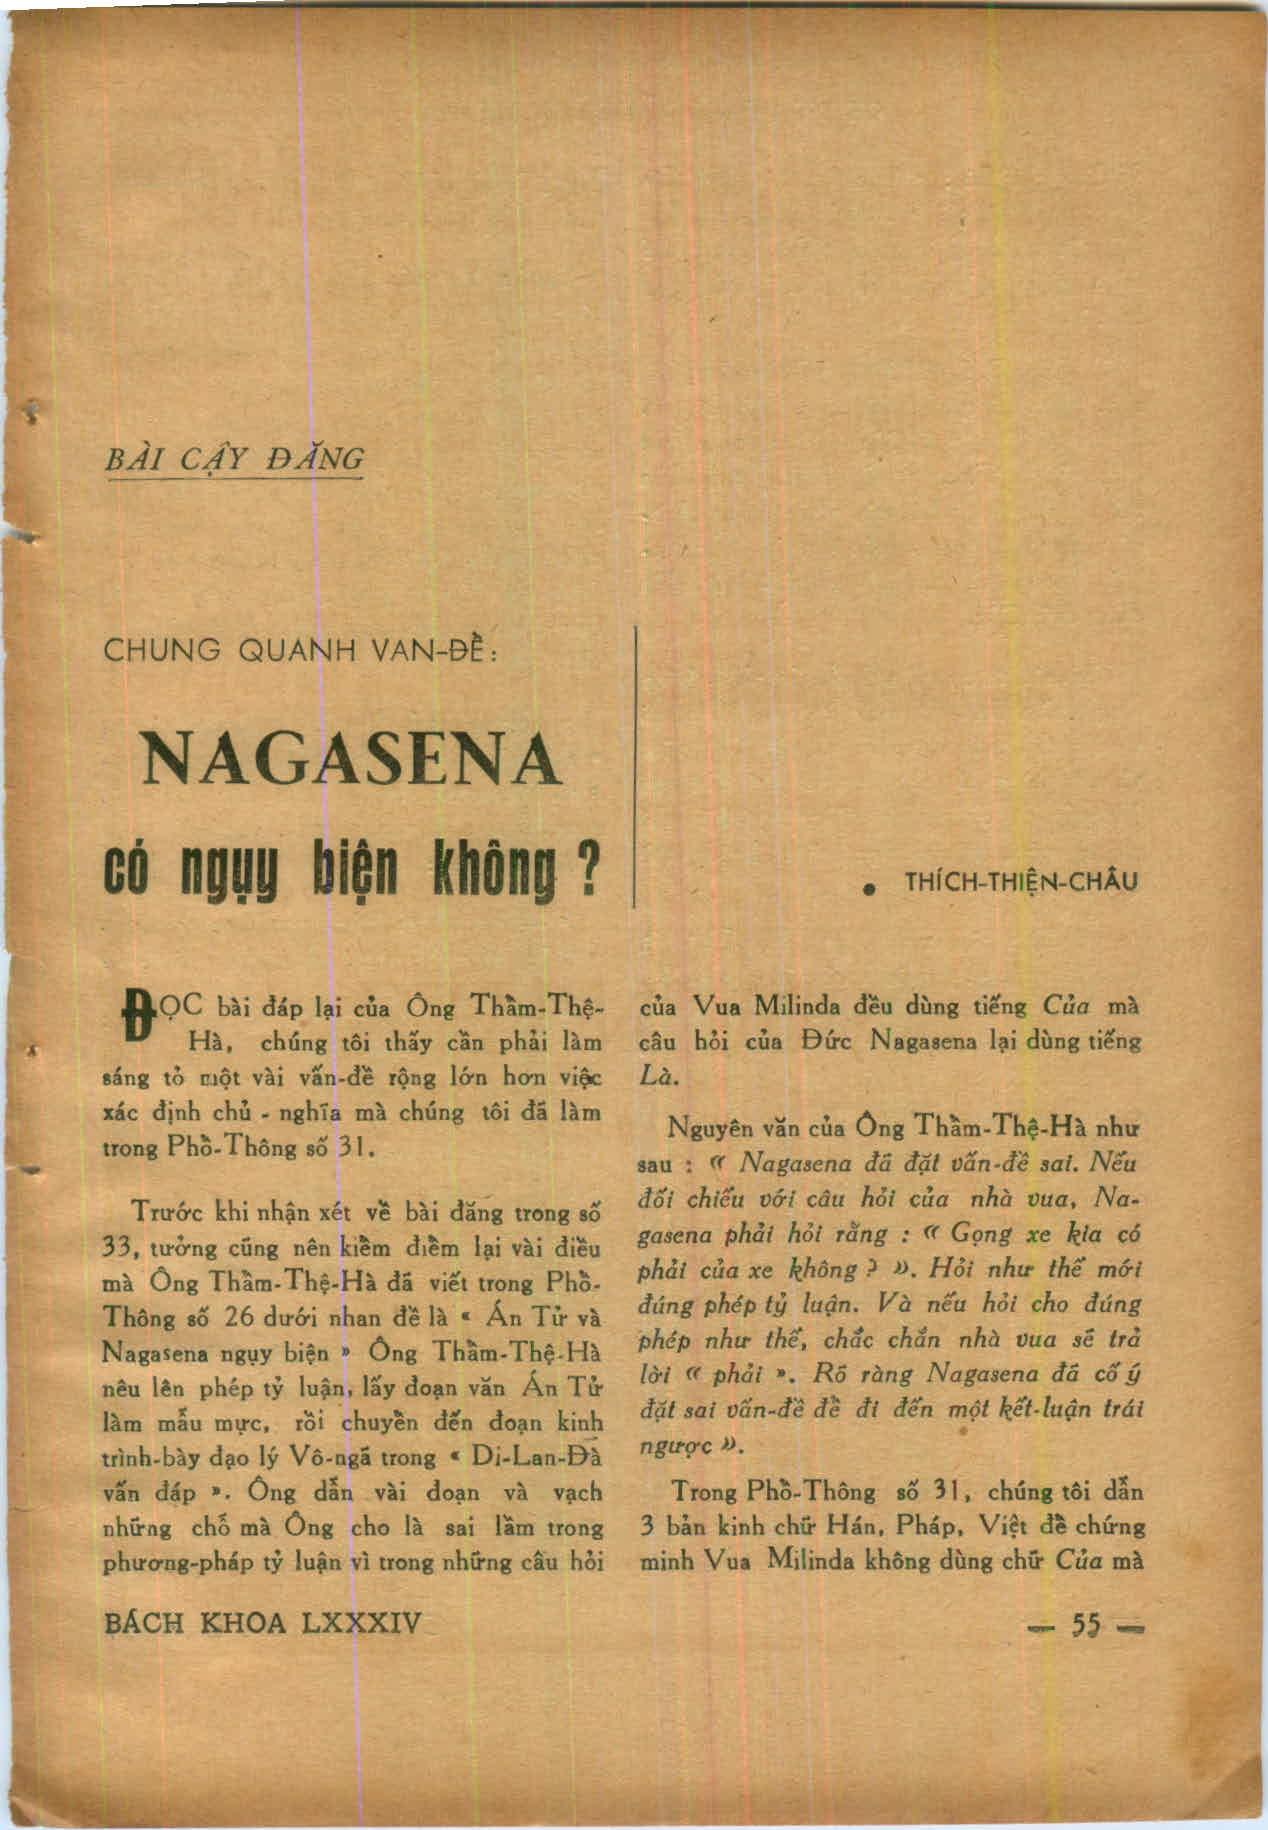 BÀI CẬY ĐĂNG
CHUNG QUANH VAN-ĐỀ:
NAGASENA
có ngụy biện không ?
• THÍCH-THIỆN-CHÂU
ĐỌC bài đáp lại của Ông Thầm-Thệ-
Hà, chúng tôi thấy cần phải làm
sáng tỏ một vài vấn-đề rộng lớn hơn việc
xác định chủ - nghĩa mà chúng tôi đã làm
trong Phổ-Thông số 31.
Trước khi nhận xét về bài đăng trong số
33, tưởng cũng nên kiểm điểm lại vài điều
mà Ông Thầm-Thệ-Hà đã viết trong Phổ-
Thông số 26 dưới nhan đề là « Án Tử và
Nagasena ngụy biện » Ông Thầm-Thệ-Hà
nêu lên phép tỷ luận, lấy đoạn văn Án Tử
làm mẫu mực, rồi chuyển đến đoạn kinh
trình-bày đạo lý Vô-ngã trong « Di-Lan-Đà
vấn đáp ». Ông dẫn vài đoạn và vạch
những chỗ mà Ông cho là sai lầm trong
phương-pháp tỷ luận vì trong những câu hỏi
của Vua Milinda đều dùng tiếng Của mà
câu hỏi của Đức Nagasena lại dùng tiếng
Là.
Nguyên văn của Ông Thầm-Thệ-Hà như
sau : « Nagasena đã đặt vấn-đề sai. Nếu
đối chiếu với câu hỏi của nhà vua, Na-
gasena phải hỏi rằng : « Gọng xe kia có
phải của xe không ? ». Hỏi như thế mới
đúng phép tỷ luận. Và nếu hỏi cho đúng
phép như thế, chắc chắn nhà vua sẽ trả
lời « phải ». Rõ ràng Nagasena đã cố ý
đặt sai vấn-đề để đi đến một kết-luận trái
ngược ».
Trong Phổ-Thông số 31, chúng tôi dẫn
3 bản kinh chữ Hán, Pháp, Việt để chứng
minh Vua Milinda không dùng chữ Của mà
BÁCH KHOA LXXXIV
— 55 —